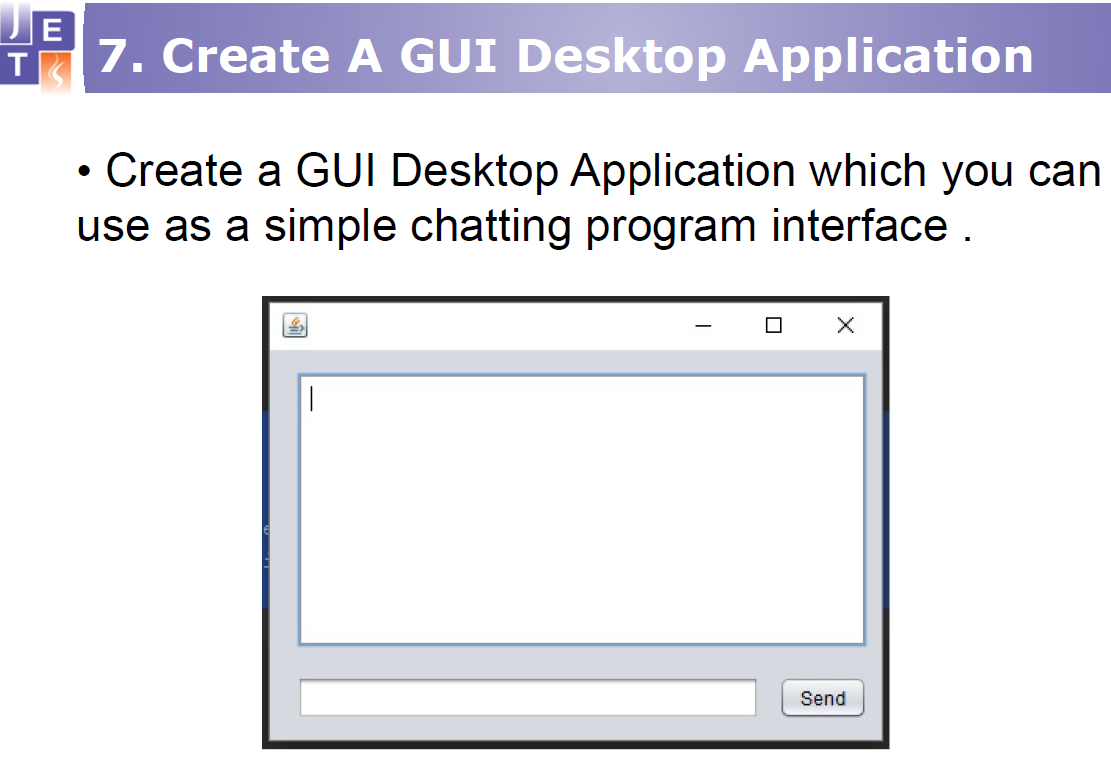 J E
T
7. Create A GUI Desktop Application
• Create a GUI Desktop Application which you can
use as a simple chatting program interface .
Send